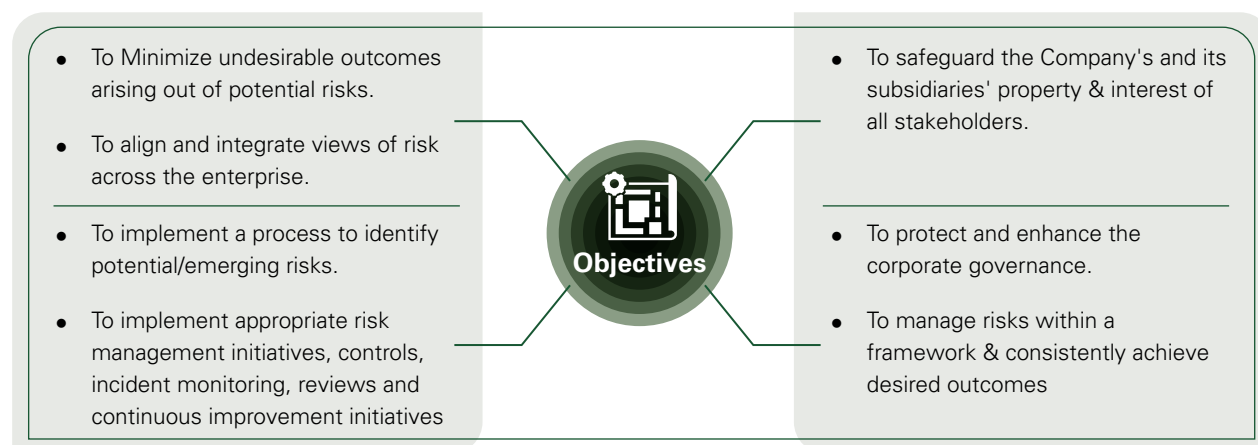 ● To Minimize undesirable outcomes
arising out of potential risks.
● To align and integrate views of risk
across the enterprise.
● To implement a process to identify
potential/emerging risks.
● To implement appropriate risk
management initiatives, controls,
incident monitoring, reviews and
continuous improvement initiatives
Objectives
● To safeguard the Company's and its
subsidiaries' property & interest of
all stakeholders.
● To protect and enhance the
corporate governance.
● To manage risks within a
framework & consistently achieve
desired outcomes